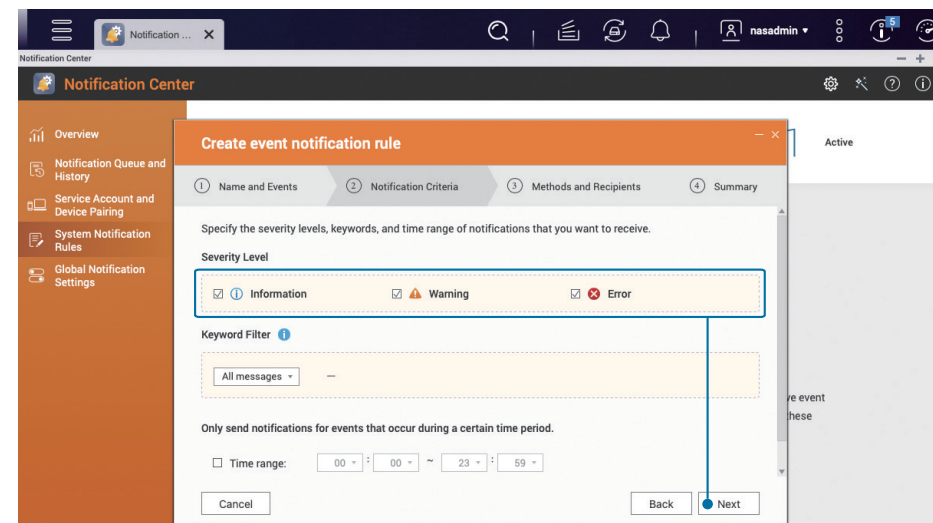 Notification ... ×
nasadmin
5
Notification Center
Notification Center
Overview
Notification Queue and
History
Service Account and
Device Pairing
System Notification
Rules
Global Notification
Settings
Active
Create event notification rule
1 Name and Events
2 Notification Criteria
3 Methods and Recipients
4 Summary
Specify the severity levels, keywords, and time range of notifications that you want to receive.
Severity Level
Information
Warning
Error
Keyword Filter
All messages
—
ve event
these
Only send notifications for events that occur during a certain time period.
Time range: 00 : 00 ~ 23 : 59
Cancel
Back
Next